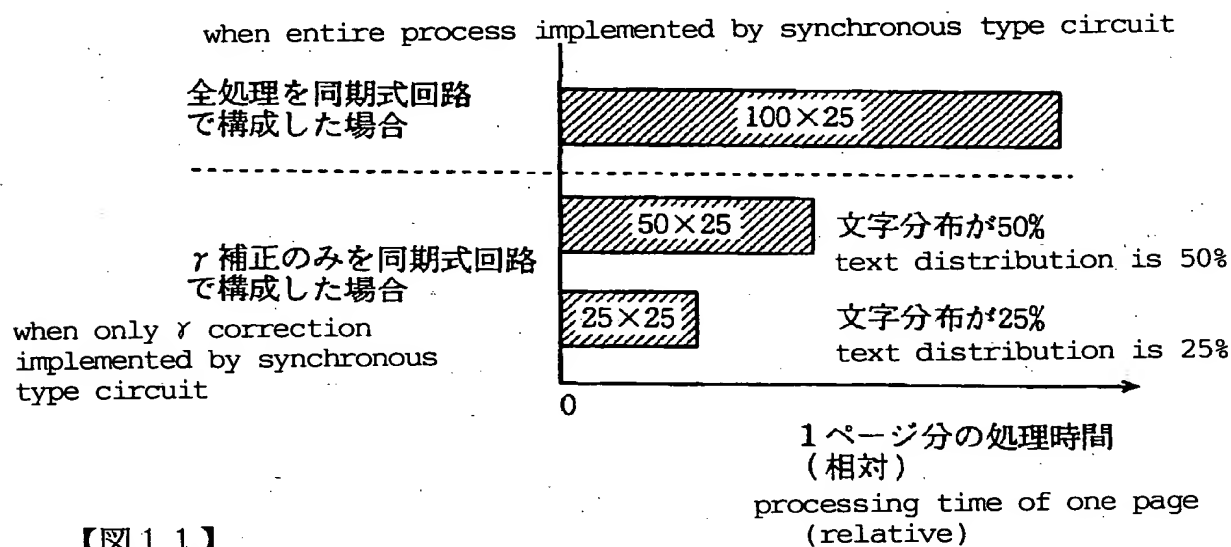 when entire process implemented by synchronous type circuit
全処理を同期式回路
で構成した場合
100×25
50×25
文字分布が50%
text distribution is 50%
γ補正のみを同期式回路
で構成した場合
25×25
文字分布が25%
text distribution is 25%
when only γ correction
implemented by synchronous
type circuit
0
1ページ分の処理時間
(相対)
processing time of one page
(relative)
【図11】